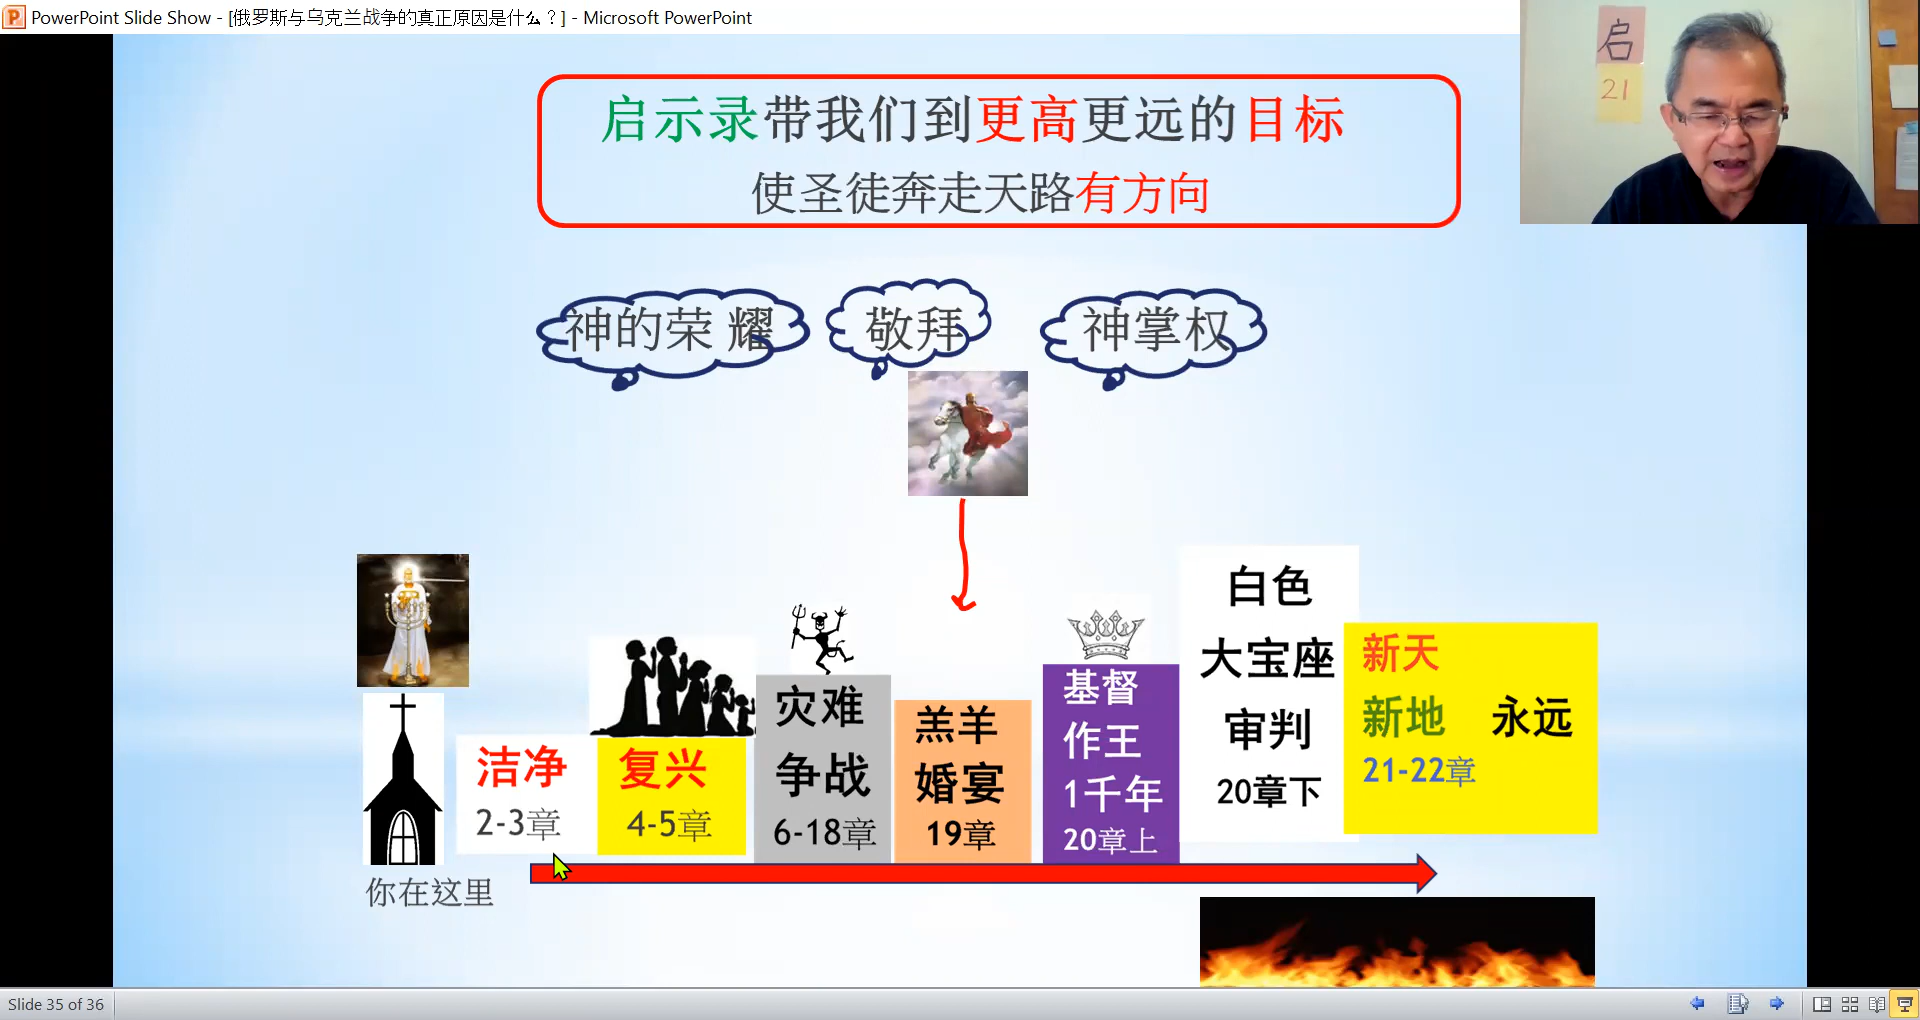 PowerPoint Slide Show - [俄罗斯与乌克兰战争的真正原因是什么？] - Microsoft PowerPoint
启
21
启示录带我们到更高更远的目标
使圣徒奔走天路有方向
神的荣 耀
敬拜
神掌权
你在这里
洁净
2-3章
复兴
4-5章
灾难
争战
6-18章
羔羊
婚宴
19章
基督
作王
1千年
20章上
白色
大宝座
审判
20章下
新天
新地 永远
21-22章
Slide 35 of 36